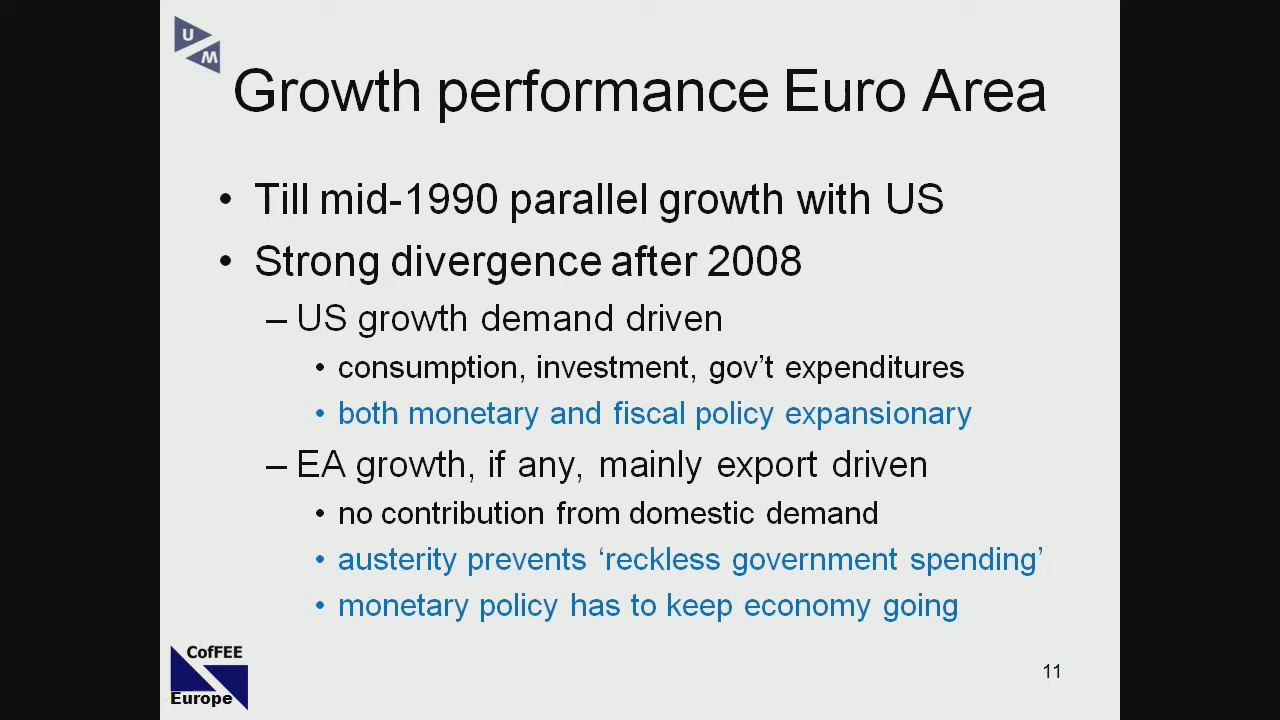 U
M
Growth performance Euro Area
• Till mid-1990 parallel growth with US
• Strong divergence after 2008
– US growth demand driven
• consumption, investment, gov’t expenditures
• both monetary and fiscal policy expansionary
– EA growth, if any, mainly export driven
• no contribution from domestic demand
• austerity prevents ‘reckless government spending’
• monetary policy has to keep economy going
CofFEE
Europe
11